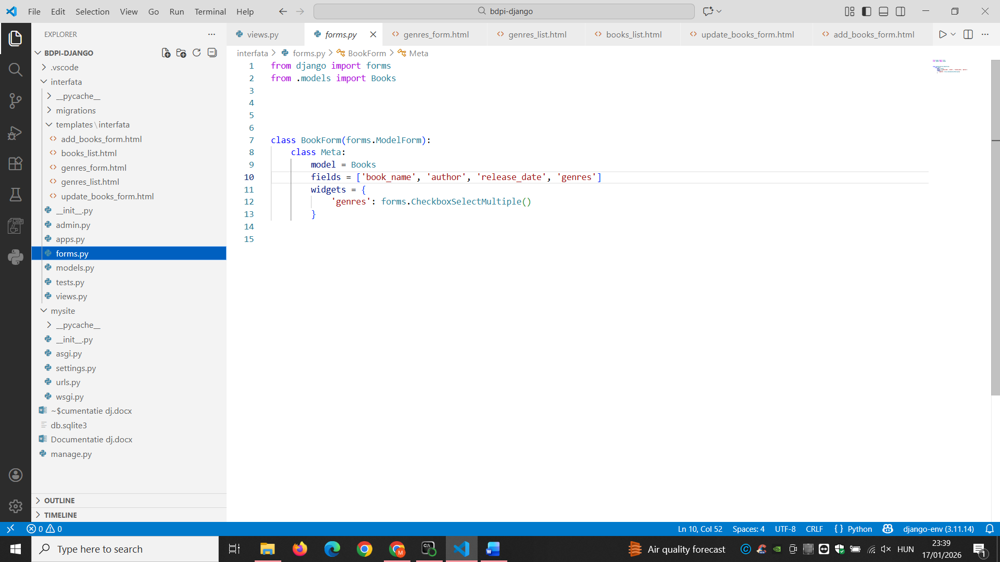 File Edit Selection View Go Run Terminal Help
bdpi-django
EXPLORER
BDPI-DJANGO
.vscode
interfata
__pycache__
migrations
templates\interfata
add_books_form.html
books_list.html
genres_form.html
genres_list.html
update_books_form.html
__init__.py
admin.py
apps.py
forms.py
models.py
tests.py
views.py
mysite
__pycache__
__init__.py
asgi.py
settings.py
urls.py
wsgi.py
~$cumentatie dj.docx
db.sqlite3
Documentatie dj.docx
manage.py
OUTLINE
TIMELINE
views.py forms.py genres_form.html genres_list.html books_list.html update_books_form.html add_books_form.html
interfata > forms.py > BookForm > Meta
1 from django import forms
2 from .models import Books
3
4
5
6
7 class BookForm(forms.ModelForm):
8 class Meta:
9 model = Books
10 fields = ['book_name', 'author', 'release_date', 'genres']
11 widgets = {
12 'genres': forms.CheckboxSelectMultiple()
13 }
14
15
0 0 Ln 10, Col 52 Spaces: 4 UTF-8 CRLF { } Python django-env (3.11.14)
Type here to search Air quality forecast HUN 23:39
17/01/2026 1